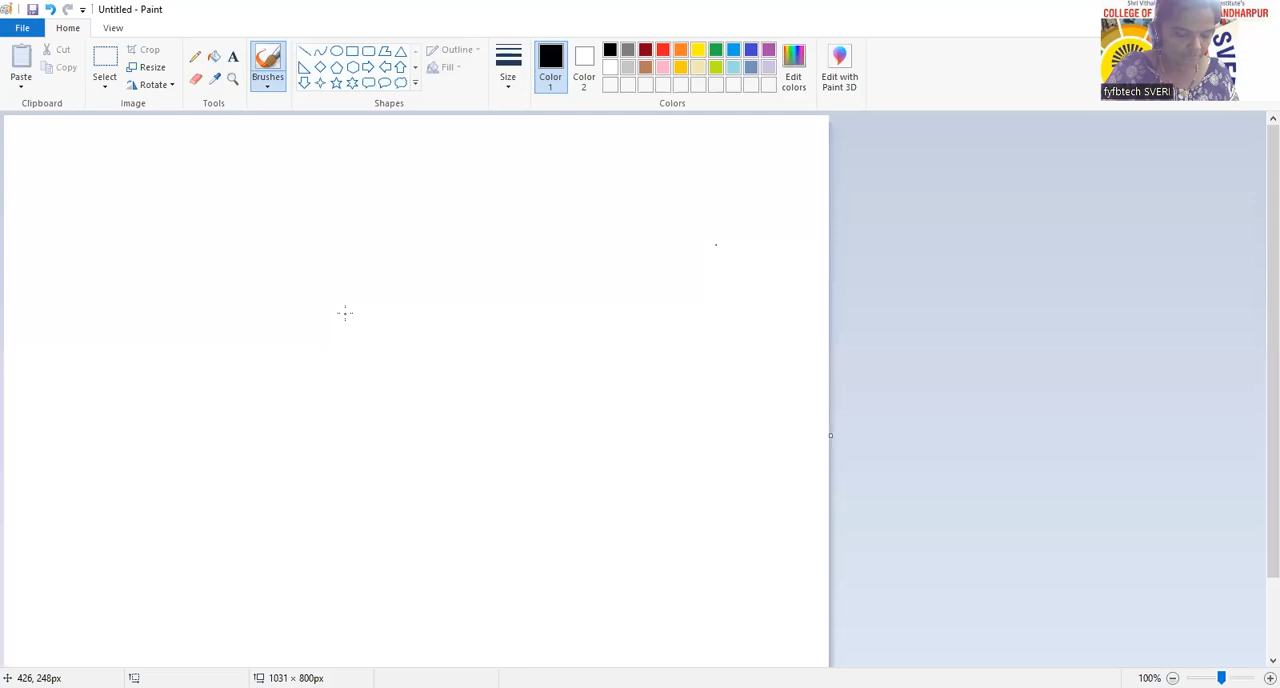 Untitled - Paint
File Home View
Paste
Cut
Copy
Clipboard
Select
Crop
Resize
Rotate
Image
A
Tools
Brushes
Outline
Fill
Shapes
Size
Color 1
Color 2
Edit colors
Colors
Edit with Paint 3D
COLLEGE OF
NDHARPUR
SVE
fyfbtech SVERI
426, 248px
1031 × 800px
100%